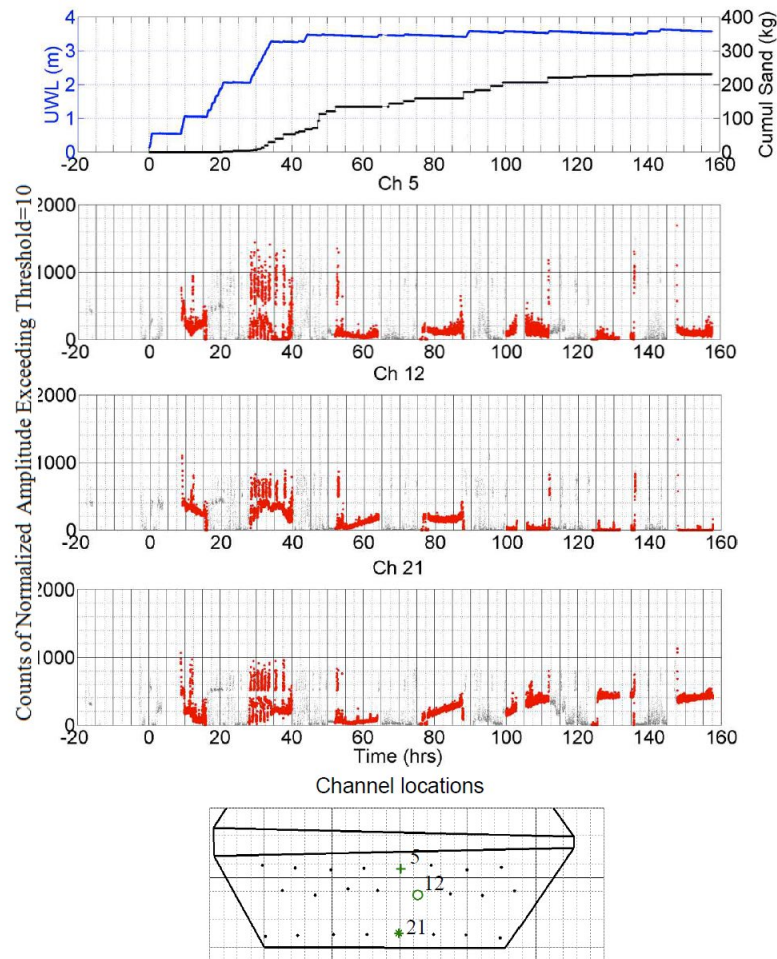 4 400
3 300
2 200
1 100
0 0
UWL (m)
Cumul Sand (kg)
-20 0 20 40 60 80 100 120 140 160
Ch 5
2000
1000
0
-20 0 20 40 60 80 100 120 140 160
Ch 12
2000
1000
0
-20 0 20 40 60 80 100 120 140 160
Ch 21
2000
1000
0
-20 0 20 40 60 80 100 120 140 160
Counts of Normalized Amplitude Exceeding Threshold=10
Time (hrs)
Channel locations
5
12
21